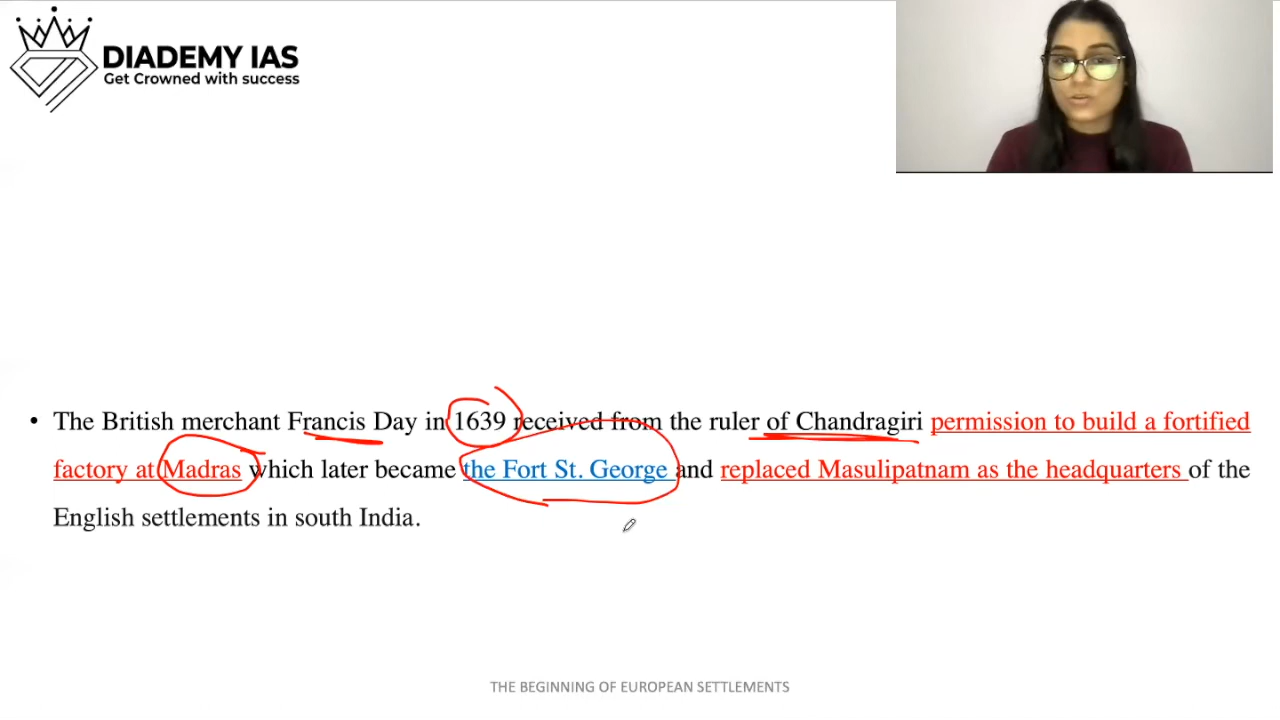 DIADEMY IAS
Get Crowned with success
• The British merchant Francis Day in 1639 received from the ruler of Chandragiri permission to build a fortified
factory at Madras which later became the Fort St. George and replaced Masulipatnam as the headquarters of the
English settlements in south India.
THE BEGINNING OF EUROPEAN SETTLEMENTS